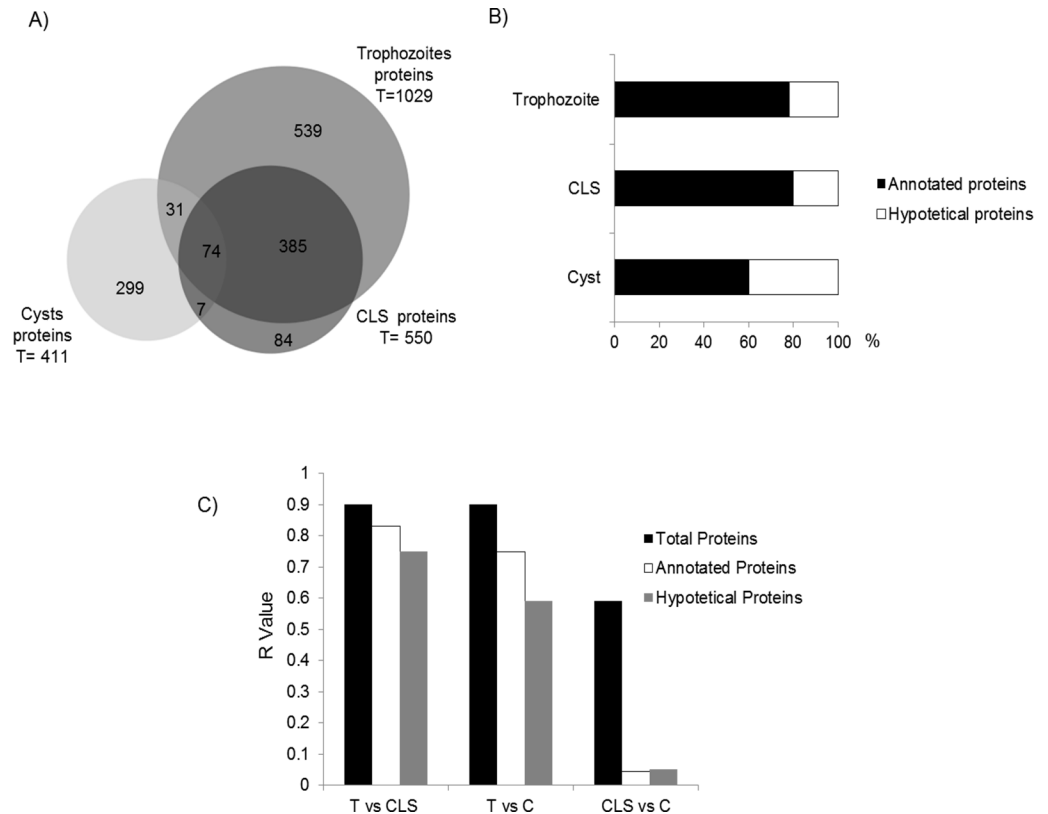 A)
Trophozoites
proteins
T=1029
539
31
74
385
299
7
84
Cysts
proteins
T= 411
CLS proteins
T= 550
B)
Trophozoite
CLS
Cyst
0 20 40 60 80 100 %
Annotated proteins
Hypotetical proteins
C)
R Value
1
0.9
0.8
0.7
0.6
0.5
0.4
0.3
0.2
0.1
0
T vs CLS T vs C CLS vs C
Total Proteins
Annotated Proteins
Hypotetical Proteins